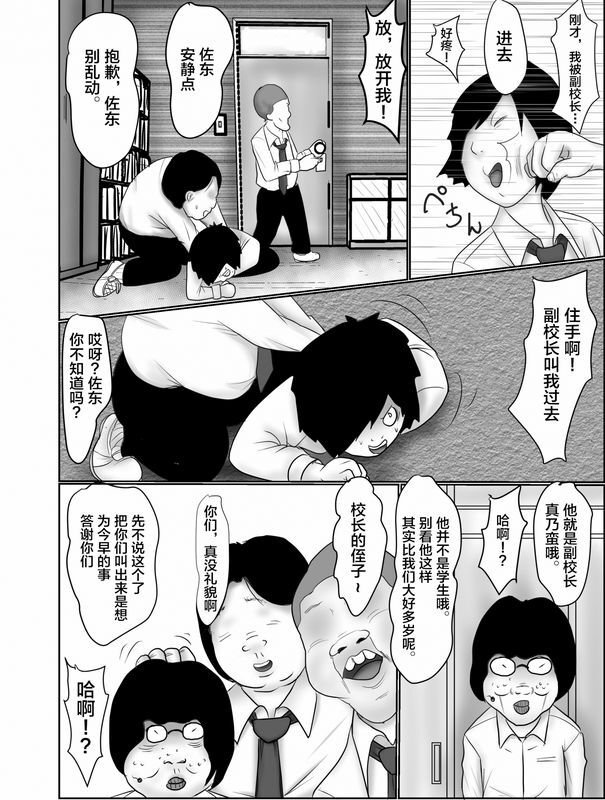 刚才，我被副校长…
进去
好疼！
ぺちん
放，放开我！
佐东
安静点
抱歉，佐东
别乱动。
住手啊！
副校长叫我过去
哎呀？佐东
你不知道吗？
他就是副校长
真乃蛮哦。
哈啊！？
他并不是学生哦。
别看他这样
其实比我们大好多岁呢。
校长的侄子～
你们，真没礼貌啊
先不说这个了
把你们叫出来是想
为今早的事
答谢你们
哈啊！？